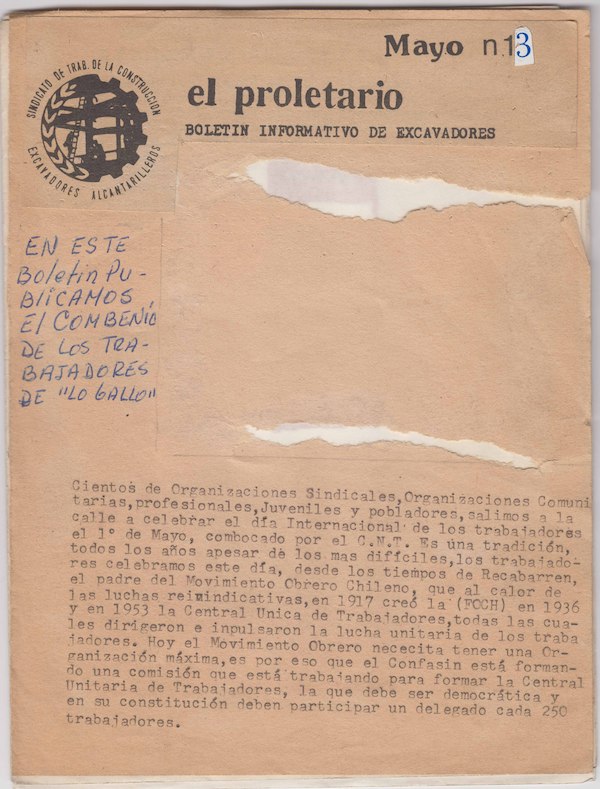 Mayo n.13
SINDICATO DE TRAB. DE LA CONSTRUCCION
EXCAVADORES ALCANTARILLEROS
el proletario
BOLETIN INFORMATIVO DE EXCAVADORES
EN ESTE
Boletin Pu-
BliCAMOS
El COMBENIO
DE LOS TRA-
BAJADORES
DE "LO GALLO"
Cientos de Organizaciones Sindicales,Organizaciones Comuni
tarias,profesionales,Juveniles y pobladores,salimos a la
calle a celebrar el día Internacional de los trabajadores
el 1º de Mayo, combocado por el C.N.T. Es una tradición,
todos los años apesar de los mas difíciles,los trabajado-
res celebramos este día, desde los tiempos de Recabarren,
el padre del Movimiento Obrero Chileno, que al calor de
las luchas reinindicativas,en 1917 creó la (FOCH) en 1936
y en 1953 la Central Unica de Trabajadores,todas las cua-
les dirigeron e inpulsaron la lucha unitaria de los traba
jadores. Hoy el Movimiento Obrero nececita tener una Or-
ganización máxima,es por eso que el Confasin está forman-
do una comisión que está trabajando para formar la Central
Unitaria de Trabajadores, la que debe ser democrática y
en su constitución deben participar un delegado cada 250
trabajadores.